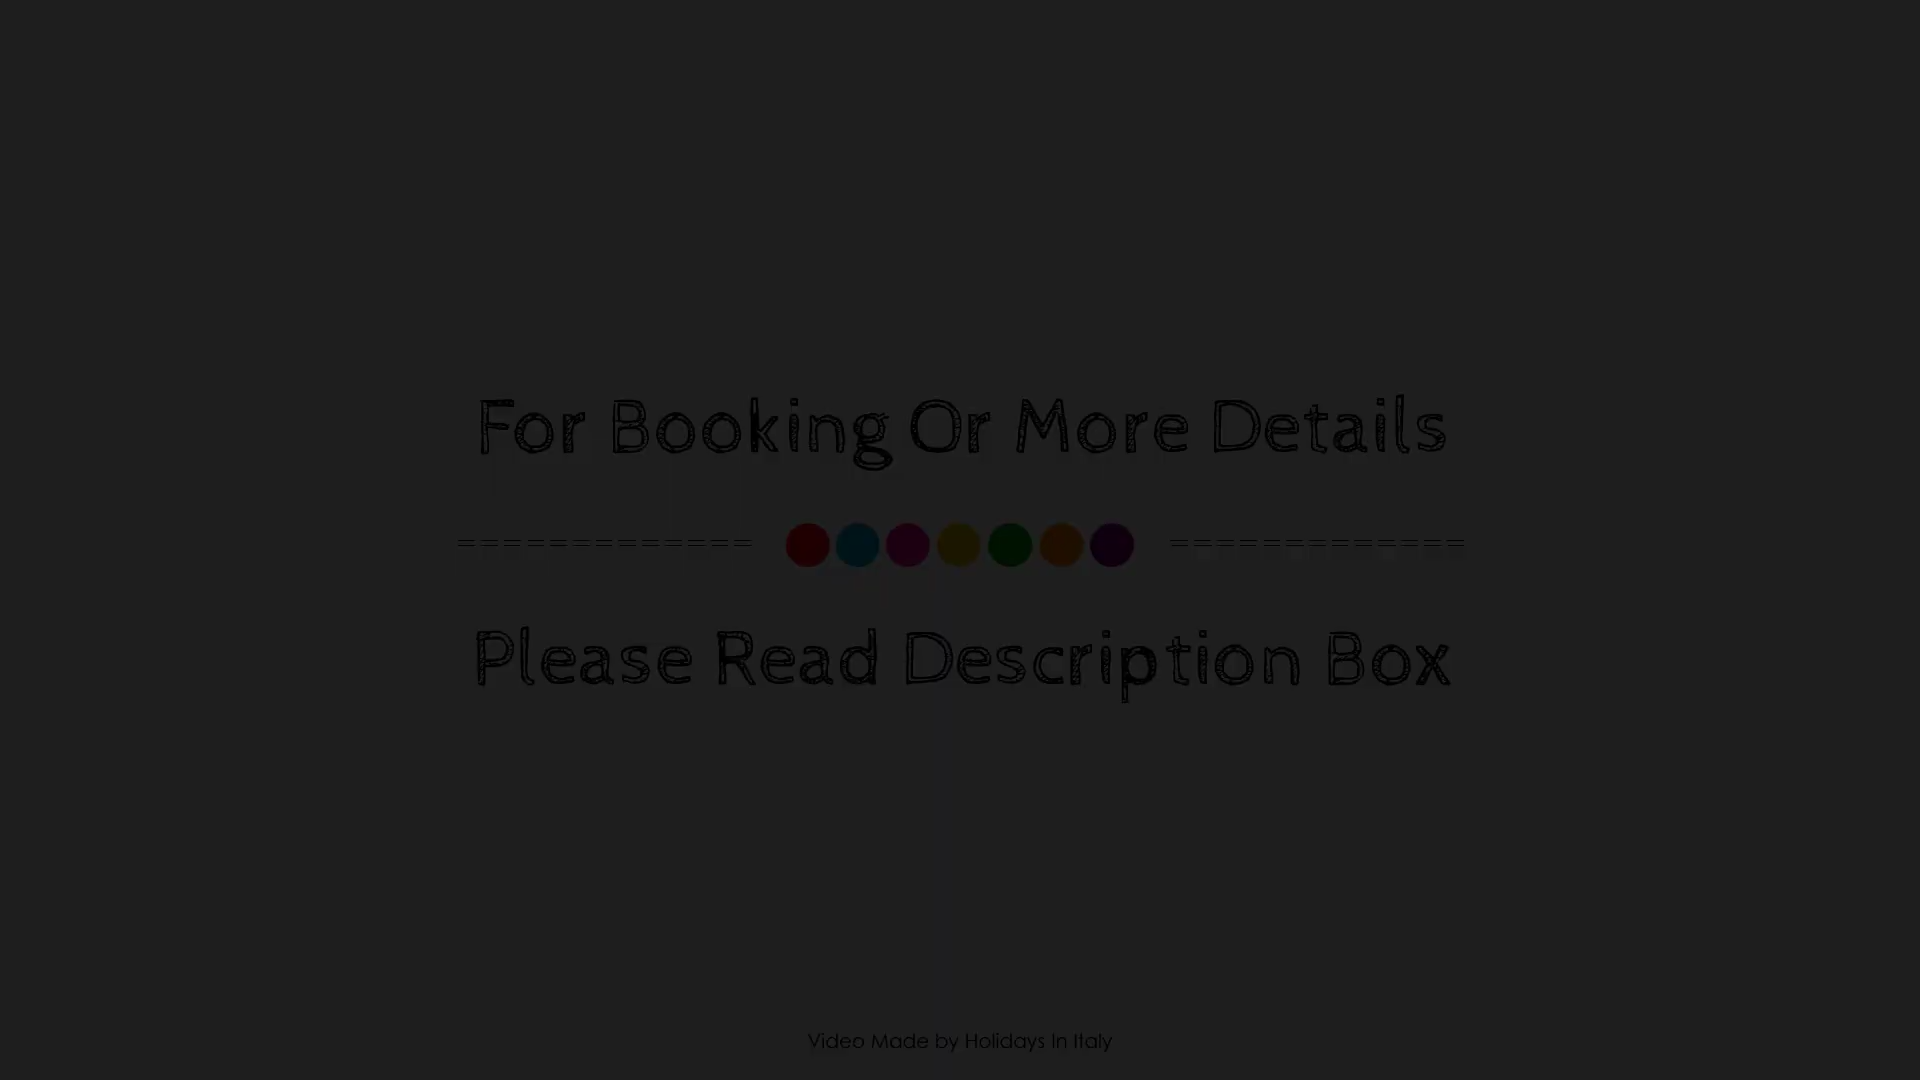 For Booking Or More Details
============= =============
Please Read Description Box
Video Made by Holidays In Italy